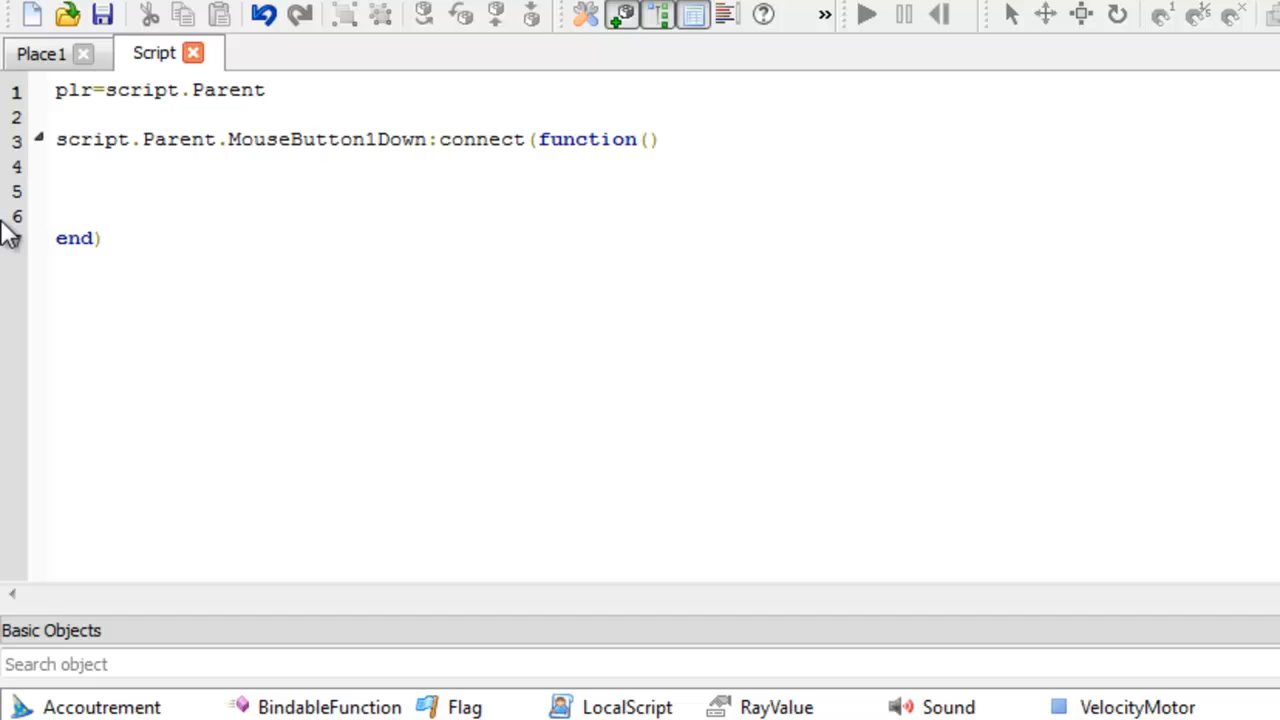 Place1 Script
1 plr=script.Parent
2
3 script.Parent.MouseButton1Down:connect(function()
4
5
6
end)
Basic Objects
Search object
Accoutrement BindableFunction Flag LocalScript RayValue Sound VelocityMotor